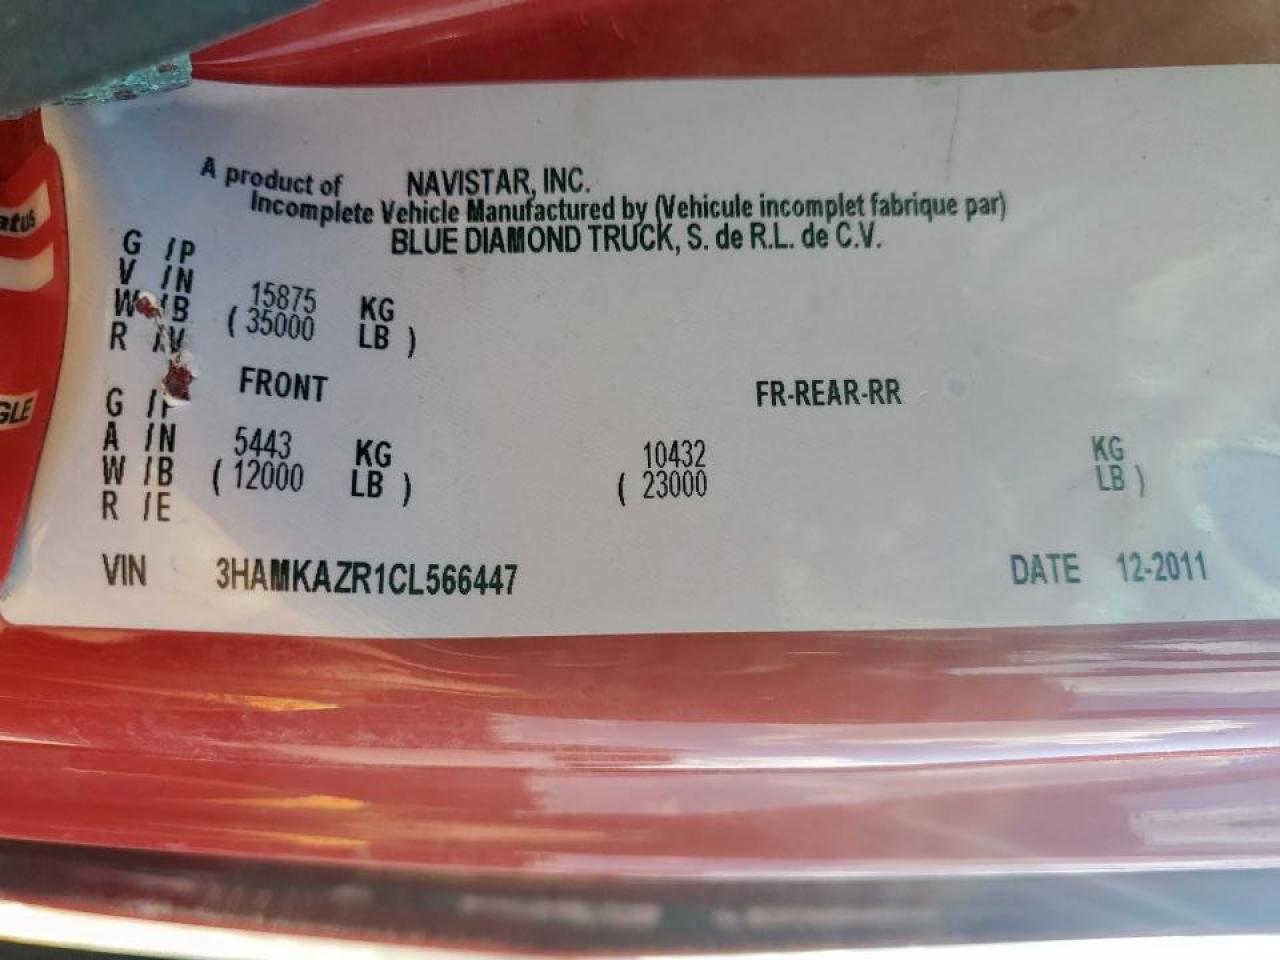 A product of NAVISTAR, INC.
Incomplete Vehicle Manufactured by (Vehicule incomplet fabrique par)
BLUE DIAMOND TRUCK, S. de R.L. de C.V.
G /P
V /N
W /B 15875 KG
R /V ( 35000 LB )
FRONT FR-REAR-RR
G /P
A /N 5443 KG 10432 KG
W /B ( 12000 LB ) ( 23000 LB )
R /E
VIN 3HAMKAZR1CL566447 DATE 12-2011